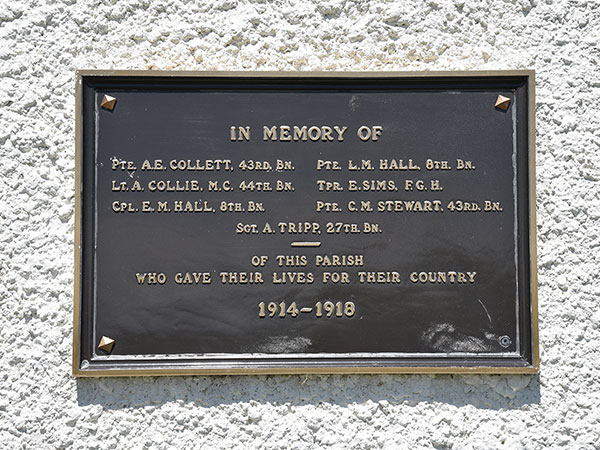 IN MEMORY OF
PTE. A.E. COLLETT, 43RD. BN. PTE. L.M. HALL, 8TH. BN.
LT. A. COLLIE, M.C. 44TH. BN. TPR. E. SIMS, F.G.H.
CPL. E.M. HALL, 8TH. BN. PTE. C.M. STEWART, 43RD. BN.
SGT. A. TRIPP, 27TH. BN.
OF THIS PARISH
WHO GAVE THEIR LIVES FOR THEIR COUNTRY
1914–1918